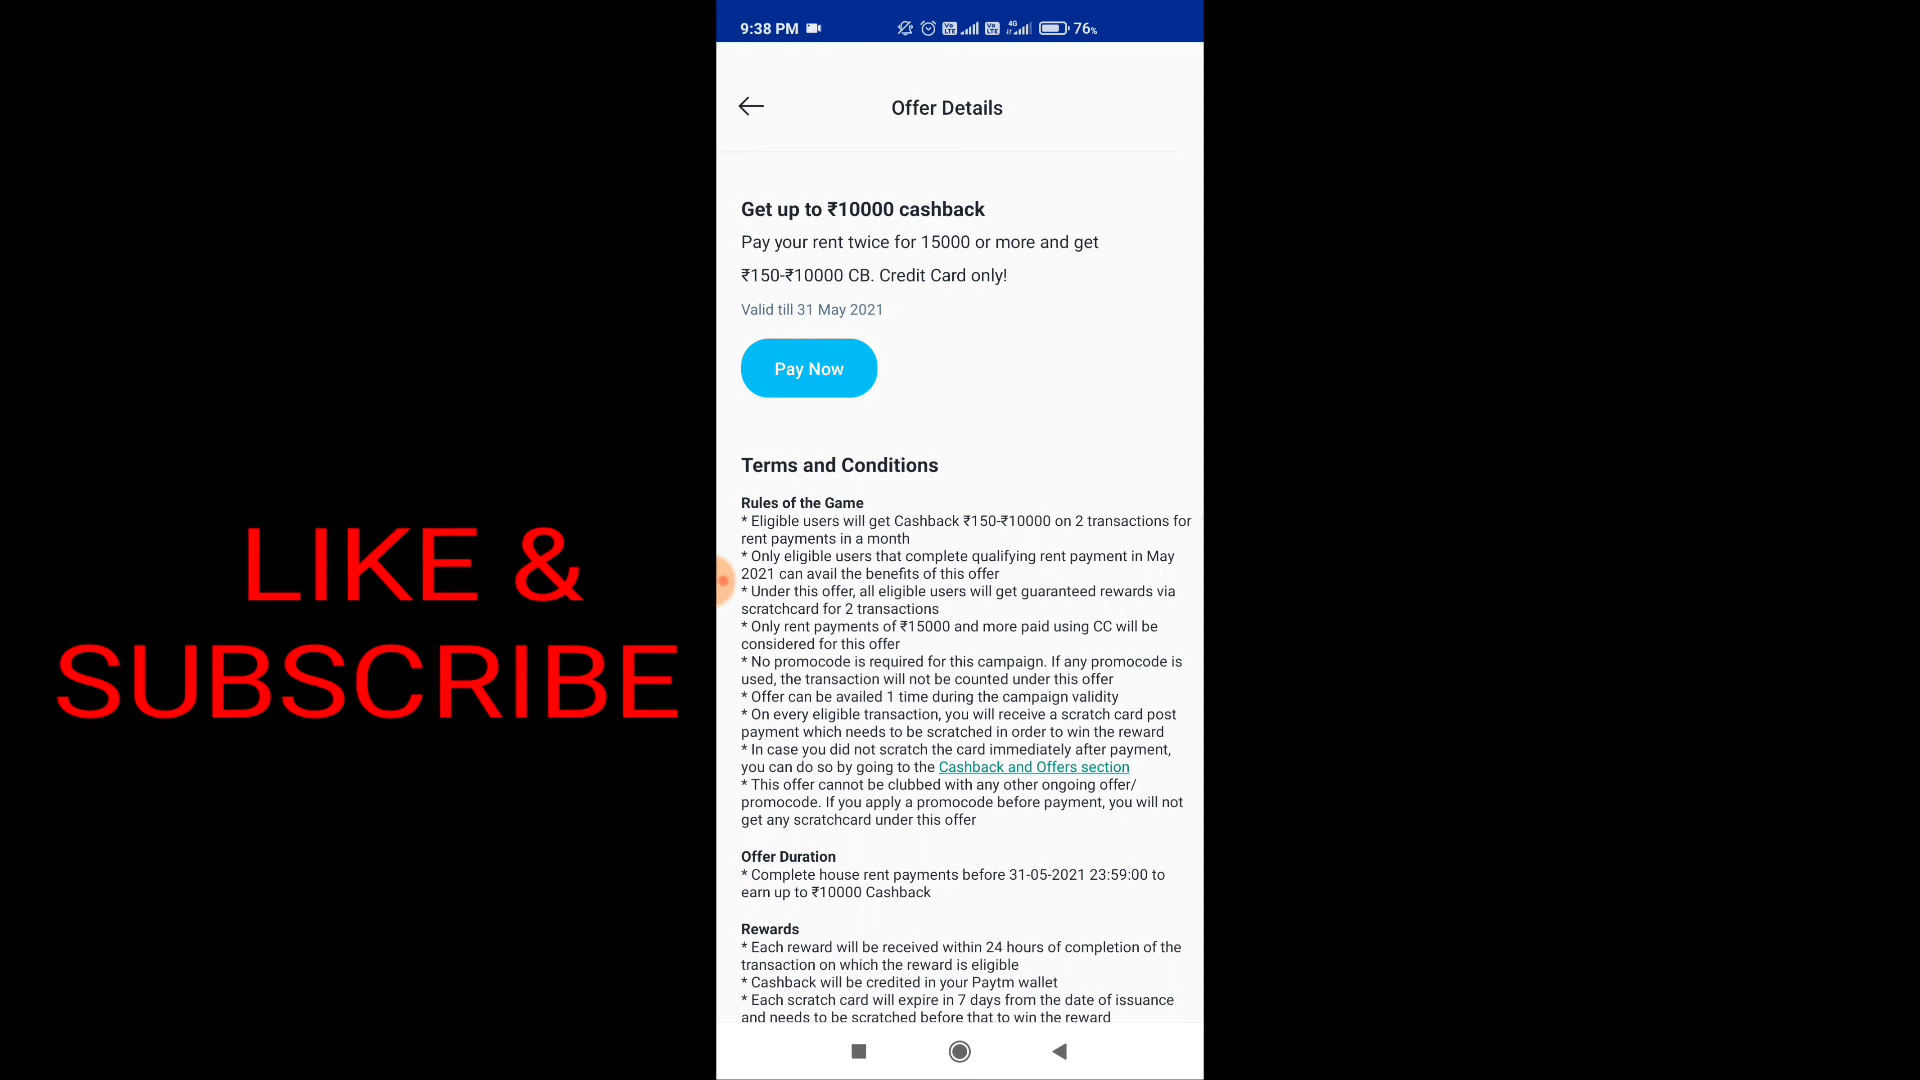 9:38 PM
4G
76%
Offer Details
Get up to ₹10000 cashback
Pay your rent twice for 15000 or more and get
₹150-₹10000 CB. Credit Card only!
Valid till 31 May 2021
Pay Now
Terms and Conditions
Rules of the Game
* Eligible users will get Cashback ₹150-₹10000 on 2 transactions for
rent payments in a month
* Only eligible users that complete qualifying rent payment in May
2021 can avail the benefits of this offer
* Under this offer, all eligible users will get guaranteed rewards via
scratchcard for 2 transactions
* Only rent payments of ₹15000 and more paid using CC will be
considered for this offer
* No promocode is required for this campaign. If any promocode is
used, the transaction will not be counted under this offer
* Offer can be availed 1 time during the campaign validity
* On every eligible transaction, you will receive a scratch card post
payment which needs to be scratched in order to win the reward
* In case you did not scratch the card immediately after payment,
you can do so by going to the Cashback and Offers section
* This offer cannot be clubbed with any other ongoing offer/
promocode. If you apply a promocode before payment, you will not
get any scratchcard under this offer
Offer Duration
* Complete house rent payments before 31-05-2021 23:59:00 to
earn up to ₹10000 Cashback
Rewards
* Each reward will be received within 24 hours of completion of the
transaction on which the reward is eligible
* Cashback will be credited in your Paytm wallet
* Each scratch card will expire in 7 days from the date of issuance
and needs to be scratched before that to win the reward
LIKE &
SUBSCRIBE